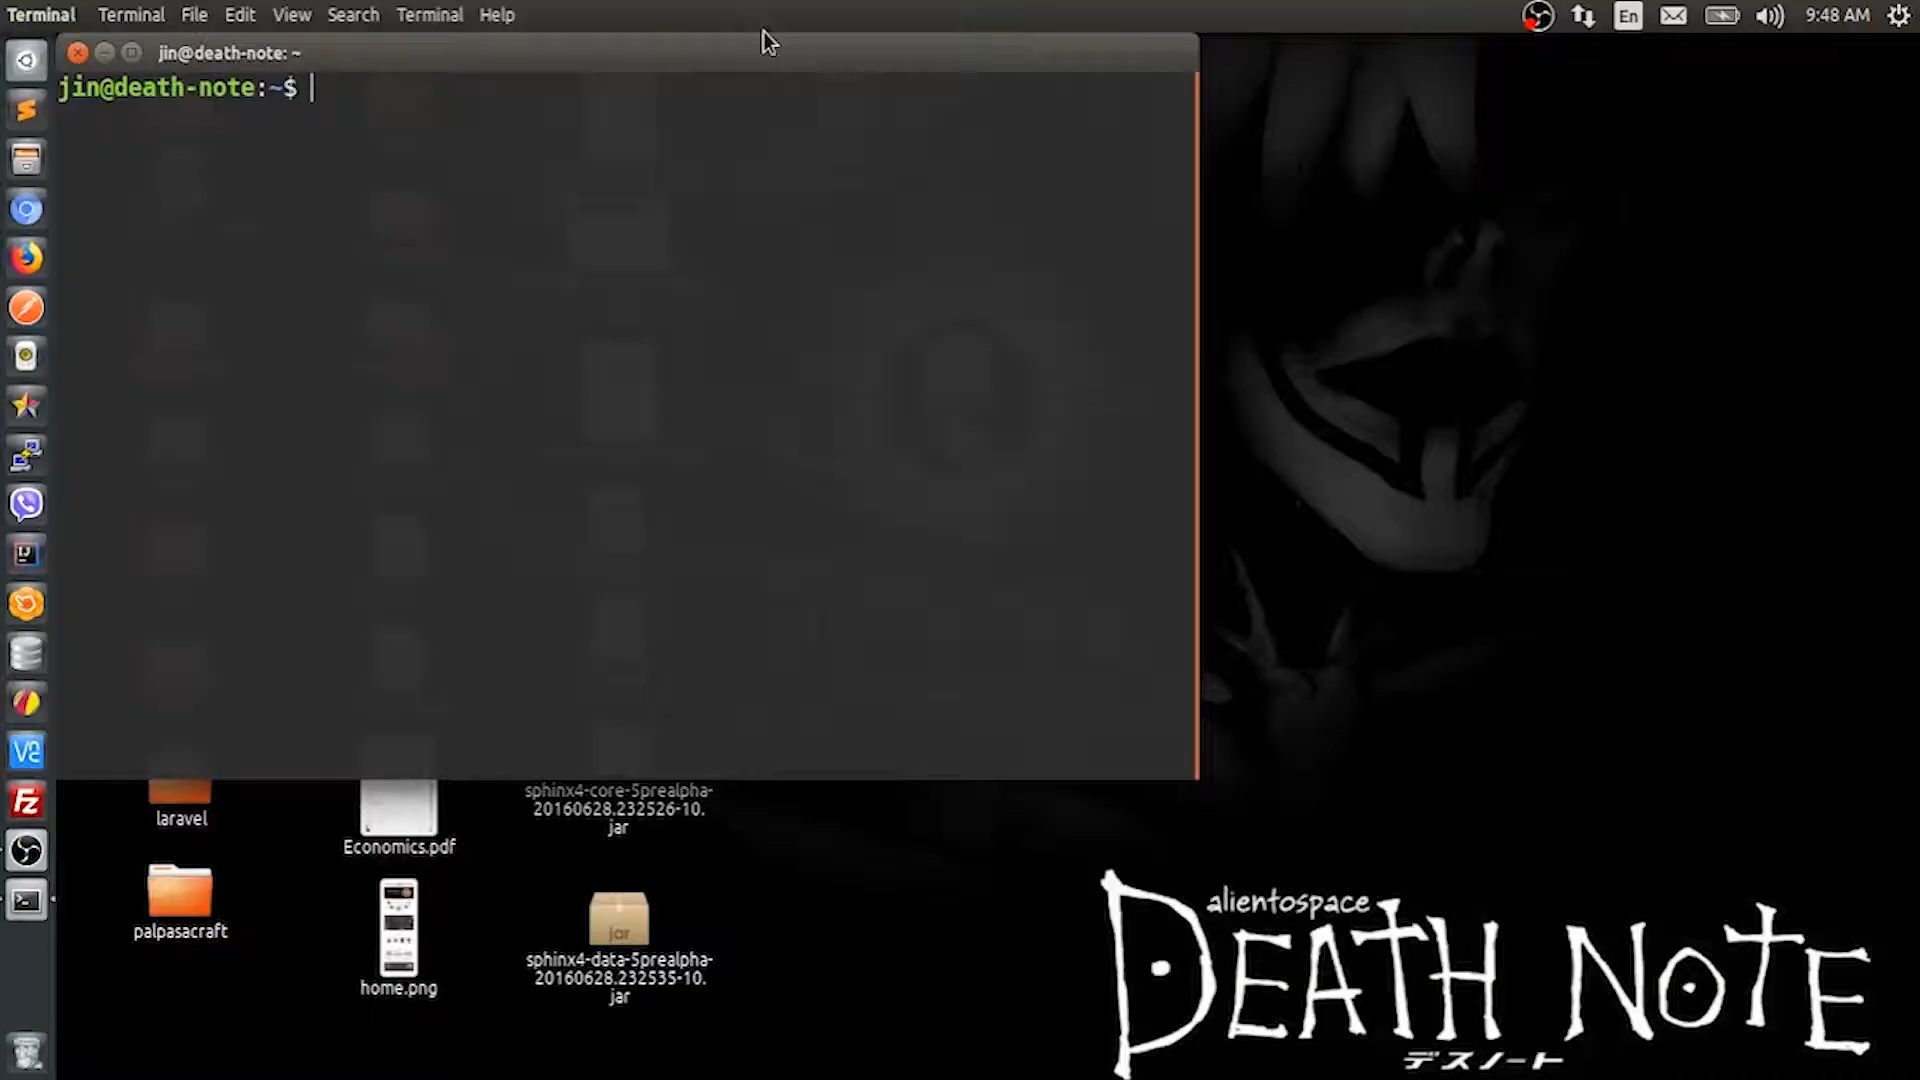 Terminal Terminal File Edit View Search Terminal Help En 9:48 AM
jin@death-note: ~
jin@death-note:~$
sphinx4-core-5prealpha-
20160628.232526-10.
jar
laravel
Economics.pdf
palpasacraft
home.png
jar
sphinx4-data-5prealpha-
20160628.232535-10.
jar
alientospace
DEATH NOTE
デスノート
IJ
Fz